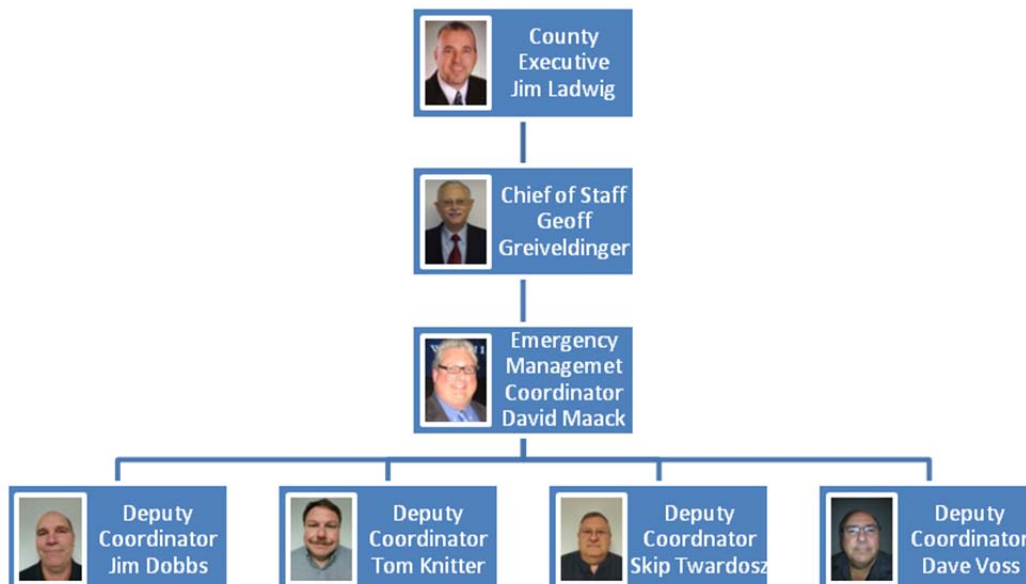 County
Executive
Jim Ladwig
Chief of Staff
Geoff
Greiveldinger
Emergency
Managemet
Coordinator
David Maack
Deputy
Coordinator
Jim Dobbs
Deputy
Coordinator
Tom Knitter
Deputy
Coordnator
Skip Twardosz
Deputy
Coordinator
Dave Voss